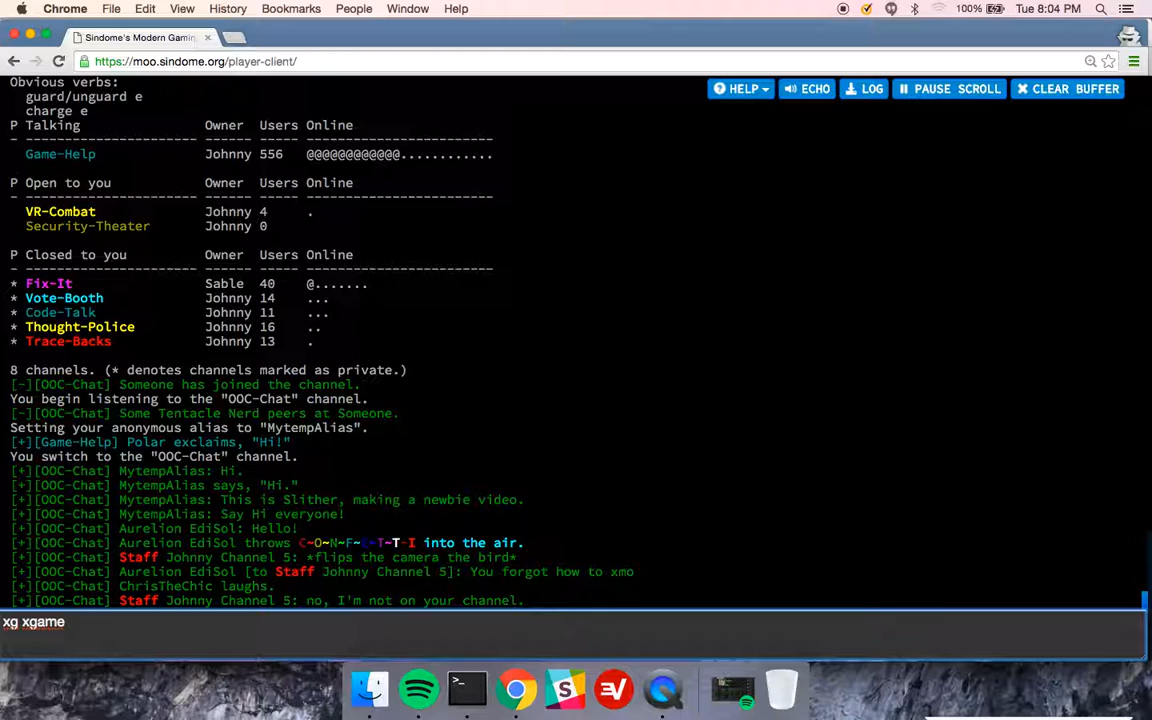 Chrome File Edit View History Bookmarks People Window Help 100% Tue 8:04 PM
Sindome's Modern Gamin
https://moo.sindome.org/player-client/
HELP ECHO LOG PAUSE SCROLL CLEAR BUFFER
Obvious verbs:
guard/unguard e
charge e
P Talking Owner Users Online
Game-Help Johnny 556 @@@@@@@@@@@@............
P Open to you Owner Users Online
VR-Combat Johnny 4 .
Security-Theater Johnny 0
P Closed to you Owner Users Online
* Fix-It Sable 40 @.......
* Vote-Booth Johnny 14 ...
* Code-Talk Johnny 11 ...
* Thought-Police Johnny 16 ..
* Trace-Backs Johnny 13 .
8 channels. (* denotes channels marked as private.)
[-][OOC-Chat] Someone has joined the channel.
You begin listening to the "OOC-Chat" channel.
[-][OOC-Chat] Some Tentacle Nerd peers at Someone.
Setting your anonymous alias to "MytempAlias".
[+][Game-Help] Polar exclaims, "Hi!"
You switch to the "OOC-Chat" channel.
[+][OOC-Chat] MytempAlias: Hi.
[+][OOC-Chat] MytempAlias says, "Hi."
[+][OOC-Chat] MytempAlias: This is Slither, making a newbie video.
[+][OOC-Chat] MytempAlias: Say Hi everyone!
[+][OOC-Chat] Aurelion EdiSol: Hello!
[+][OOC-Chat] Aurelion EdiSol throws C~O~N~F~E~T~T~I into the air.
[+][OOC-Chat] Staff Johnny Channel 5: *flips the camera the bird*
[+][OOC-Chat] Aurelion EdiSol [to Staff Johnny Channel 5]: You forgot how to xmo
[+][OOC-Chat] ChrisTheChic laughs.
[+][OOC-Chat] Staff Johnny Channel 5: no, I'm not on your channel.
xg xgame